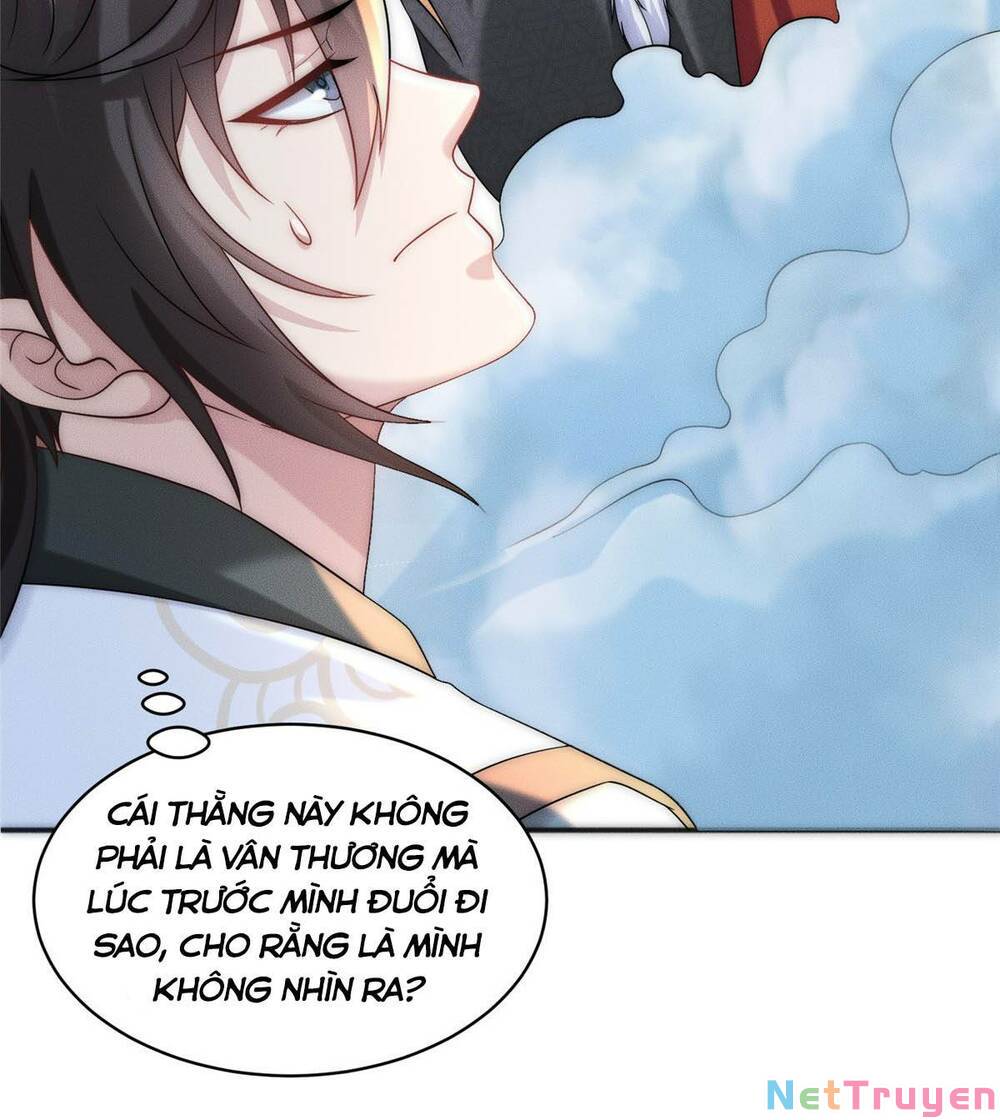 CÁI THẰNG NÀY KHÔNG
PHẢI LÀ VÂN THƯƠNG MÀ
LÚC TRƯỚC MÌNH ĐUỔI ĐI
SAO, CHO RẰNG LÀ MÌNH
KHÔNG NHÌN RA?
NetTruyen